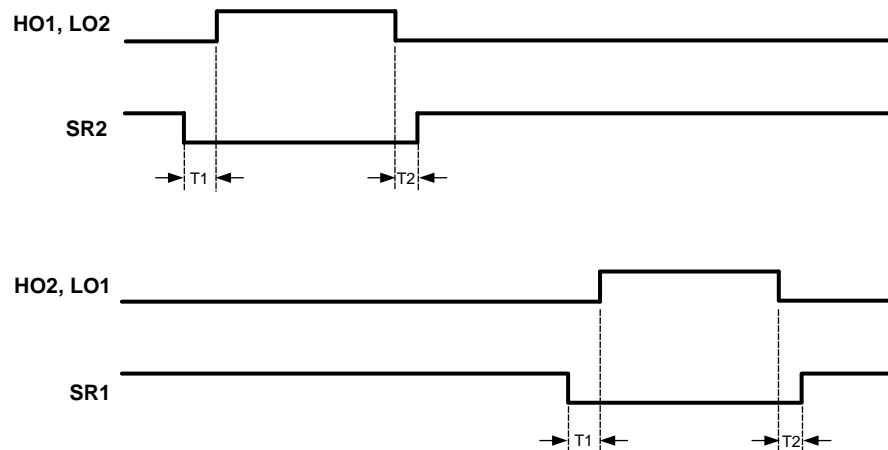 HO1, LO2
SR2
T1
T2
HO2, LO1
SR1
T1
T2